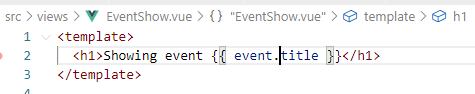 src > views > EventShow.vue > {} "EventShow.vue" > template > h1
1 <template>
2 <h1>Showing event {{ event.title }}</h1>
3 </template>